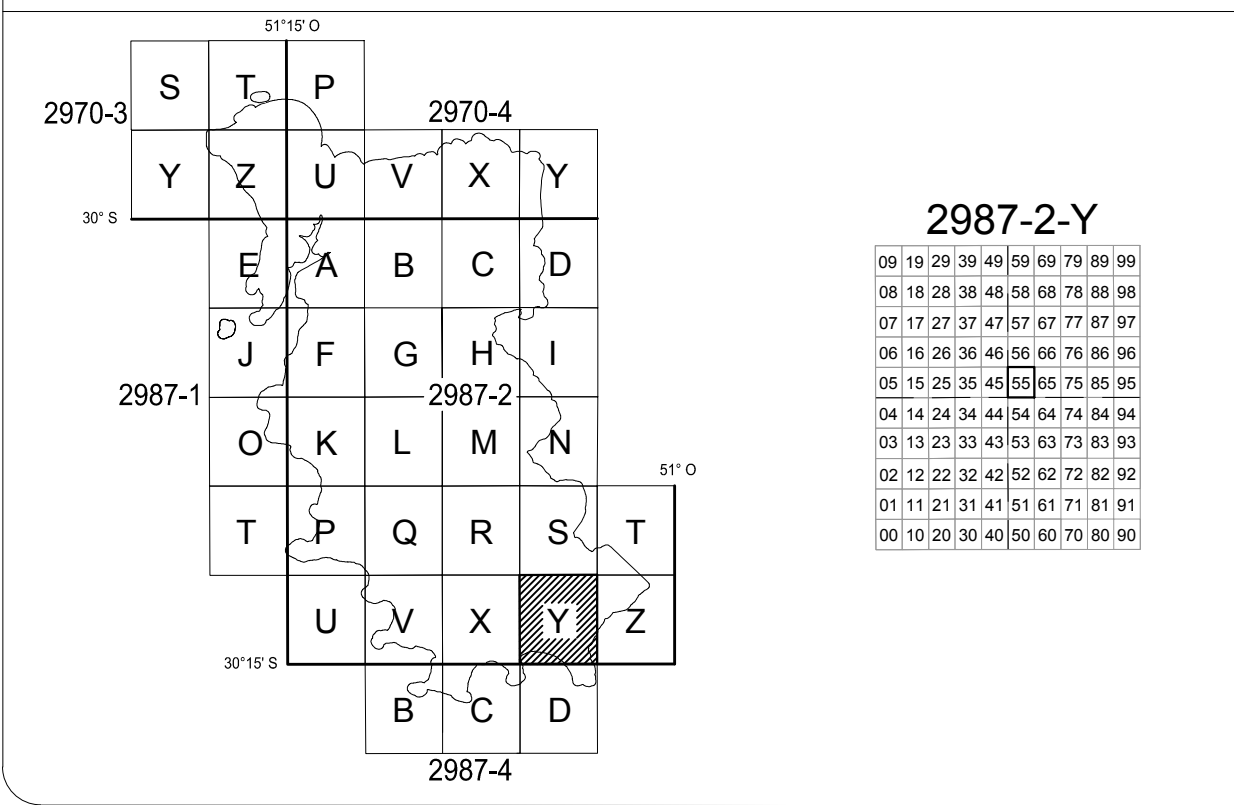 51°15' O
S T P
2970-3 2970-4
Y Z U V X Y
30° S
E A B C D
J F G H I
2987-1 2987-2
O K L M N
51° O
T P Q R S T
U V X Y Z
30°15' S
B C D
2987-4
2987-2-Y
09 19 29 39 49 59 69 79 89 99
08 18 28 38 48 58 68 78 88 98
07 17 27 37 47 57 67 77 87 97
06 16 26 36 46 56 66 76 86 96
05 15 25 35 45 55 65 75 85 95
04 14 24 34 44 54 64 74 84 94
03 13 23 33 43 53 63 73 83 93
02 12 22 32 42 52 62 72 82 92
01 11 21 31 41 51 61 71 81 91
00 10 20 30 40 50 60 70 80 90